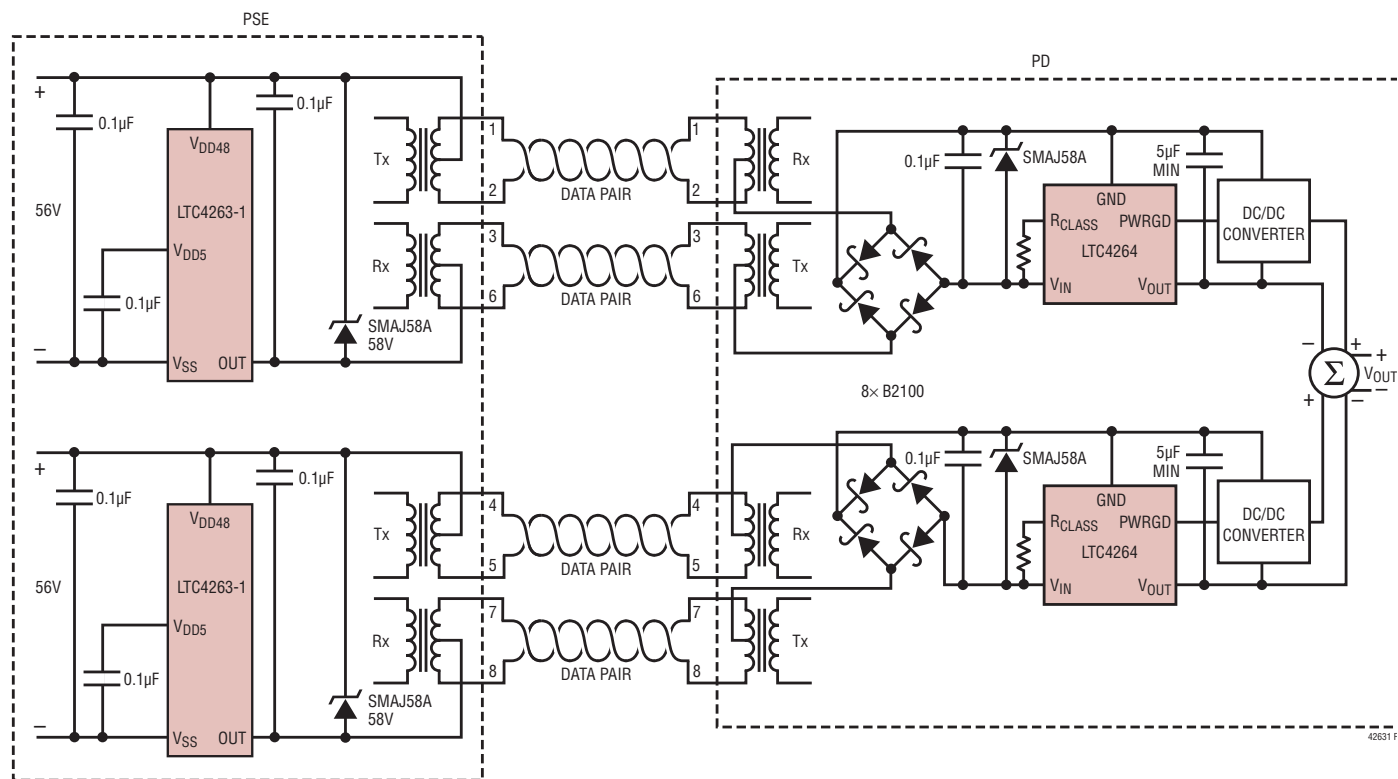 PSE
+
0.1µF
0.1µF
VDD48
56V
LTC4263-1
VDD5
0.1µF
–
VSS
OUT
SMAJ58A
58V
Tx
1
2
DATA PAIR
1
2
Rx
Rx
3
6
DATA PAIR
3
6
Tx
PD
0.1µF
SMAJ58A
5µF
MIN
GND
RCLASS
PWRGD
LTC4264
VIN
VOUT
DC/DC
CONVERTER
–
+
+
Σ
VOUT
–
+
–
8× B2100
+
0.1µF
0.1µF
VDD48
56V
LTC4263-1
VDD5
0.1µF
–
VSS
OUT
SMAJ58A
58V
Tx
4
5
DATA PAIR
4
5
Rx
Rx
7
8
DATA PAIR
7
8
Tx
0.1µF
SMAJ58A
5µF
MIN
GND
RCLASS
PWRGD
LTC4264
VIN
VOUT
DC/DC
CONVERTER
42631 F